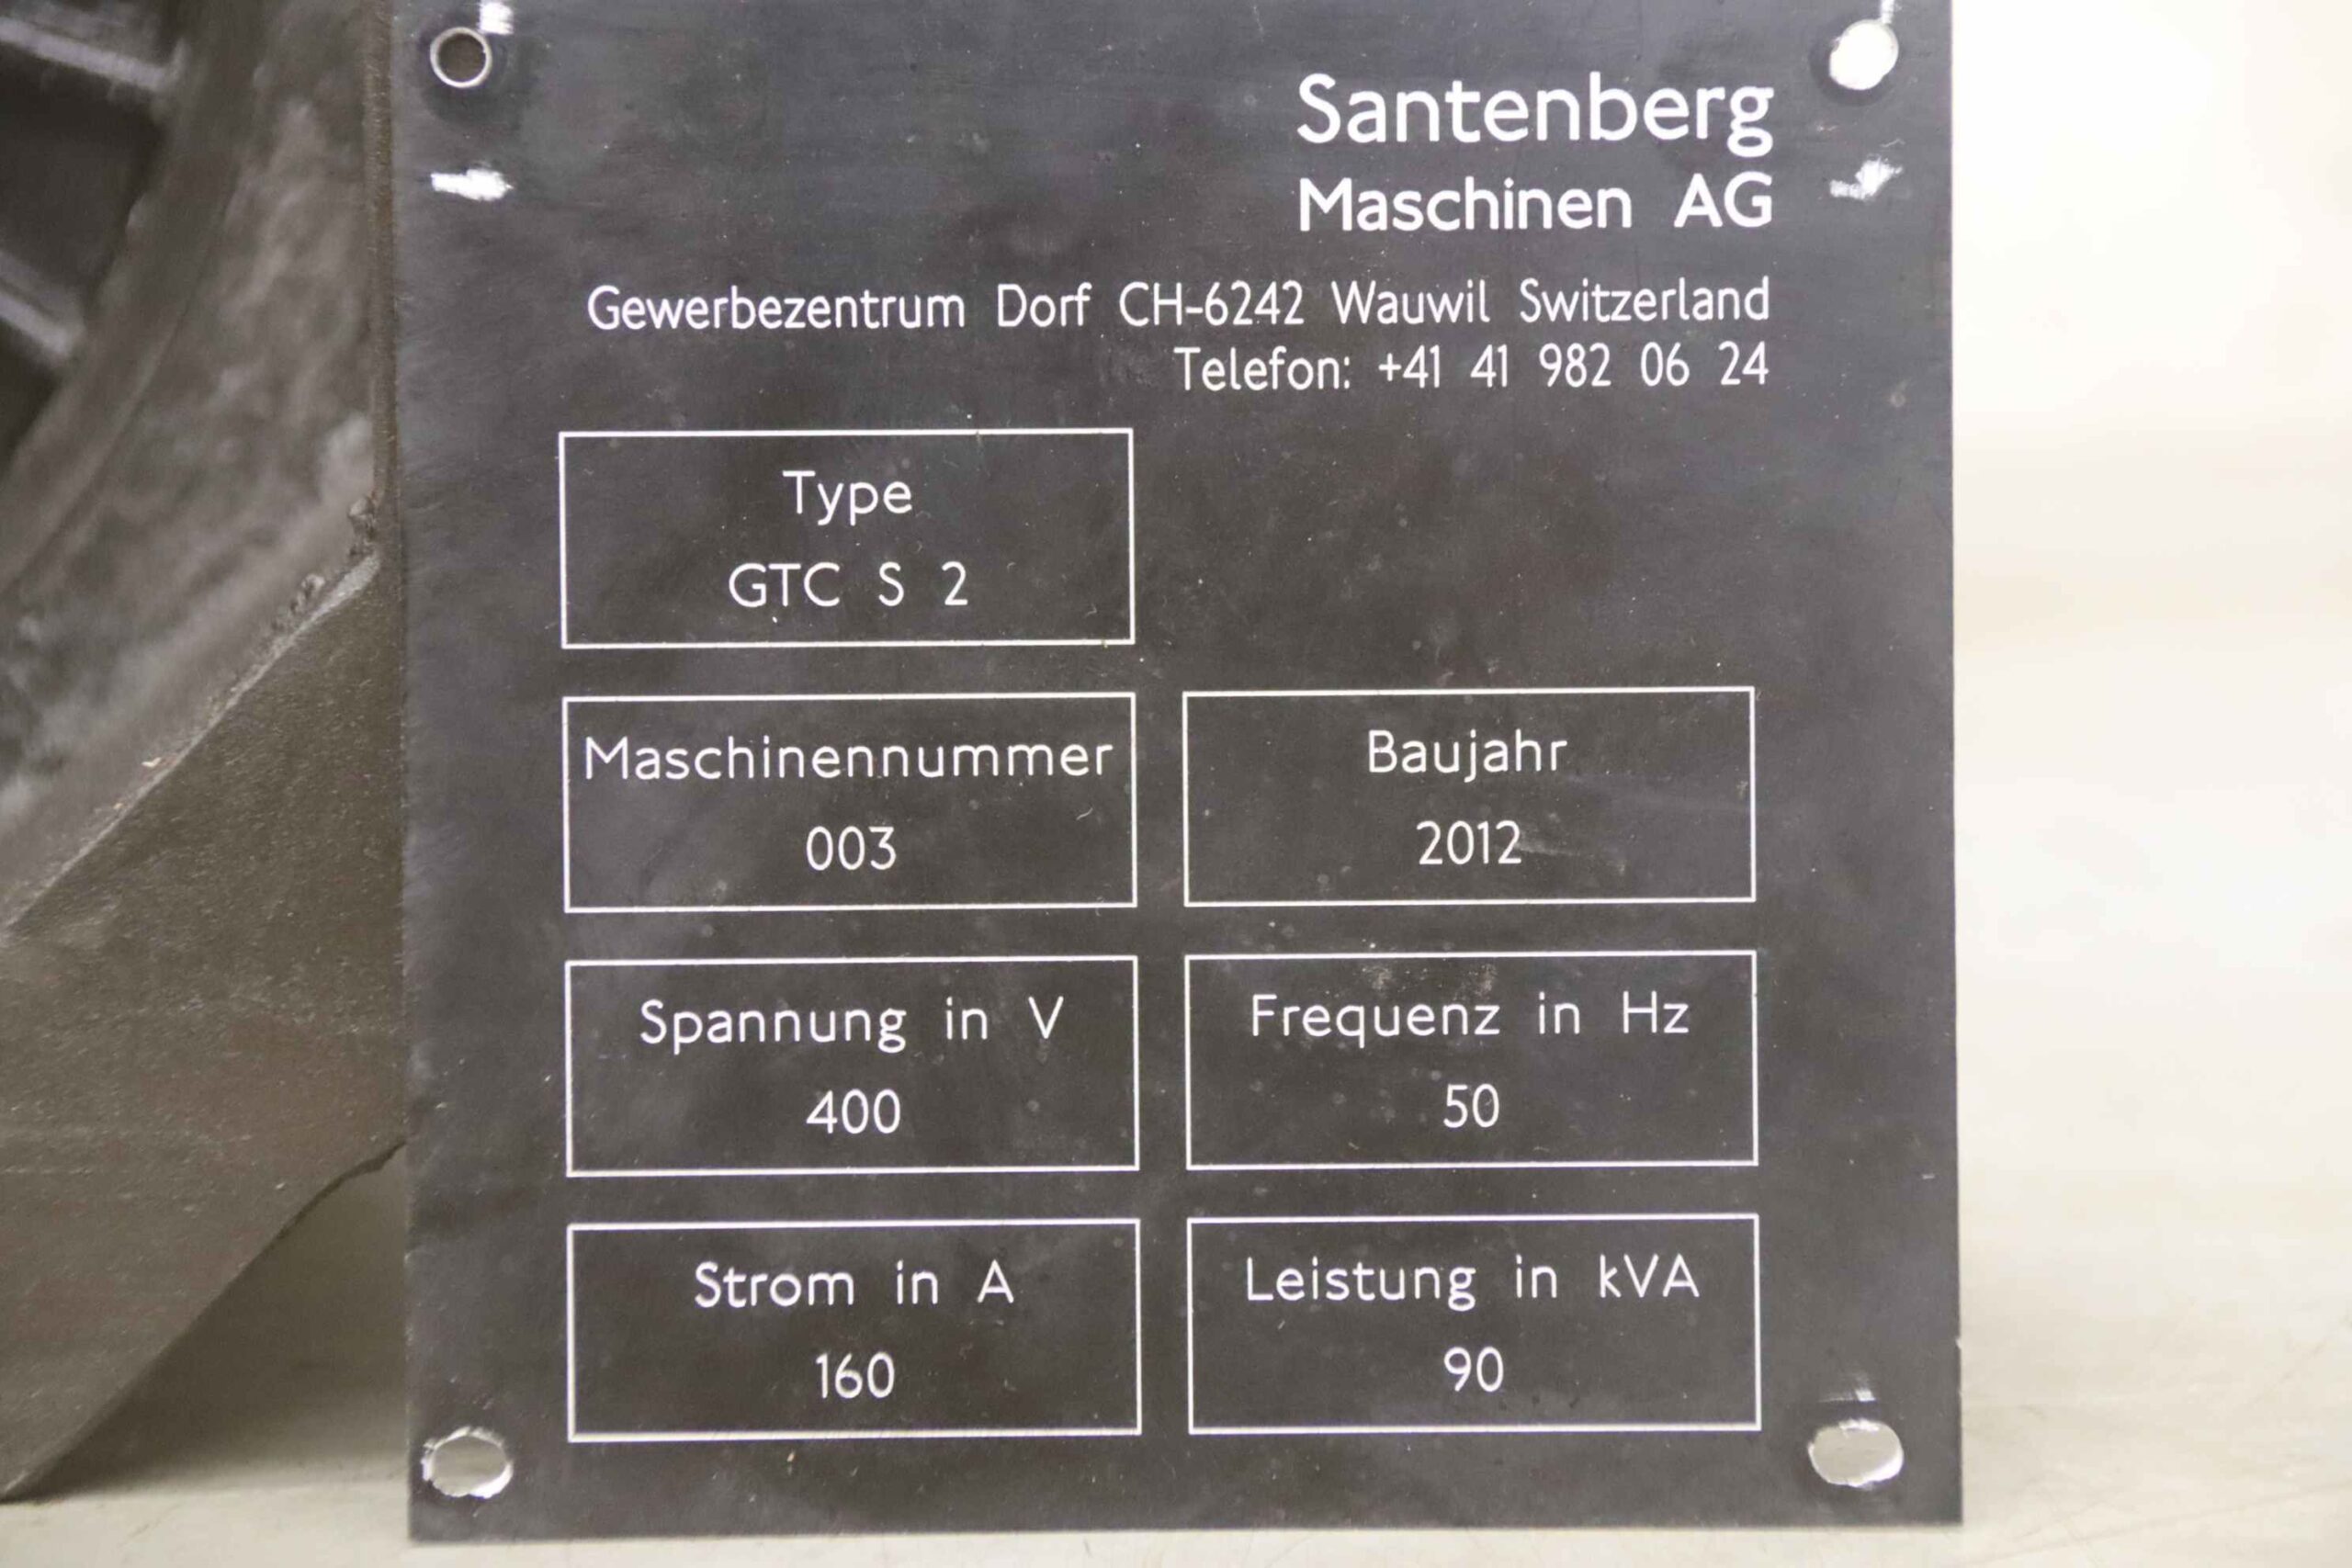 Santenberg
Maschinen AG
Gewerbezentrum Dorf CH-6242 Wauwil Switzerland
Telefon: +41 41 982 06 24
Type
GTC S 2
Maschinennummer
003
Baujahr
2012
Spannung in V
400
Frequenz in Hz
50
Strom in A
160
Leistung in kVA
90